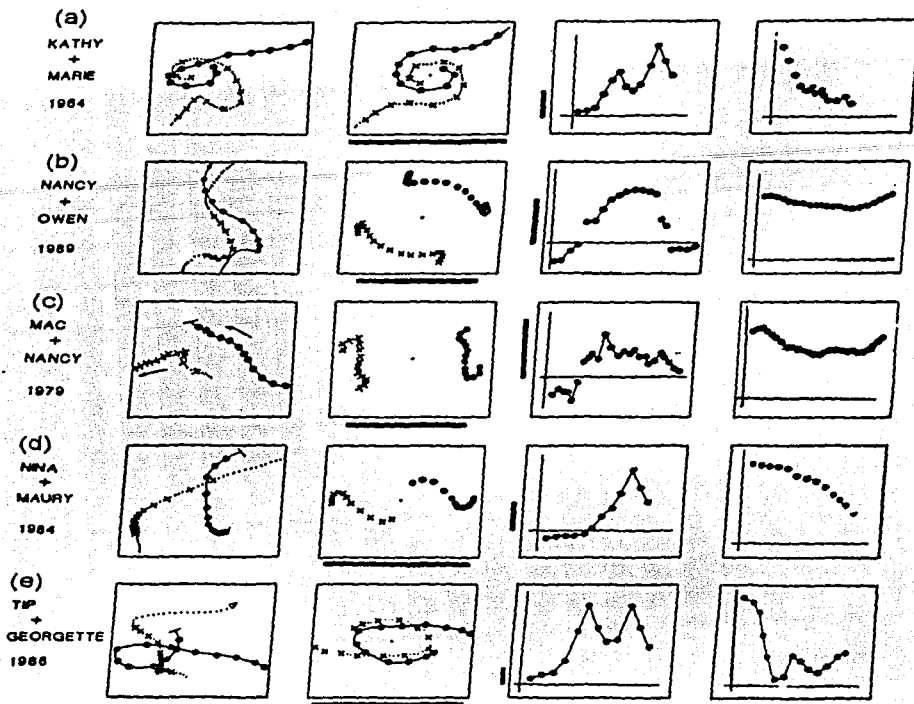 (a)
KATHY
+
MARIE
1964
(b)
NANCY
+
OWEN
1989
(c)
MAC
+
NANCY
1979
(d)
NINA
+
MAURY
1984
(e)
TIP
+
GEORGETTE
1986